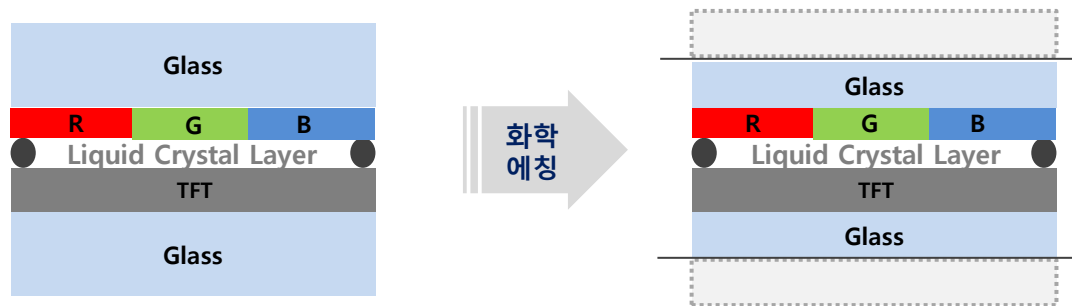 Glass
R G B
Liquid Crystal Layer
TFT
Glass
화학
에칭
Glass
R G B
Liquid Crystal Layer
TFT
Glass